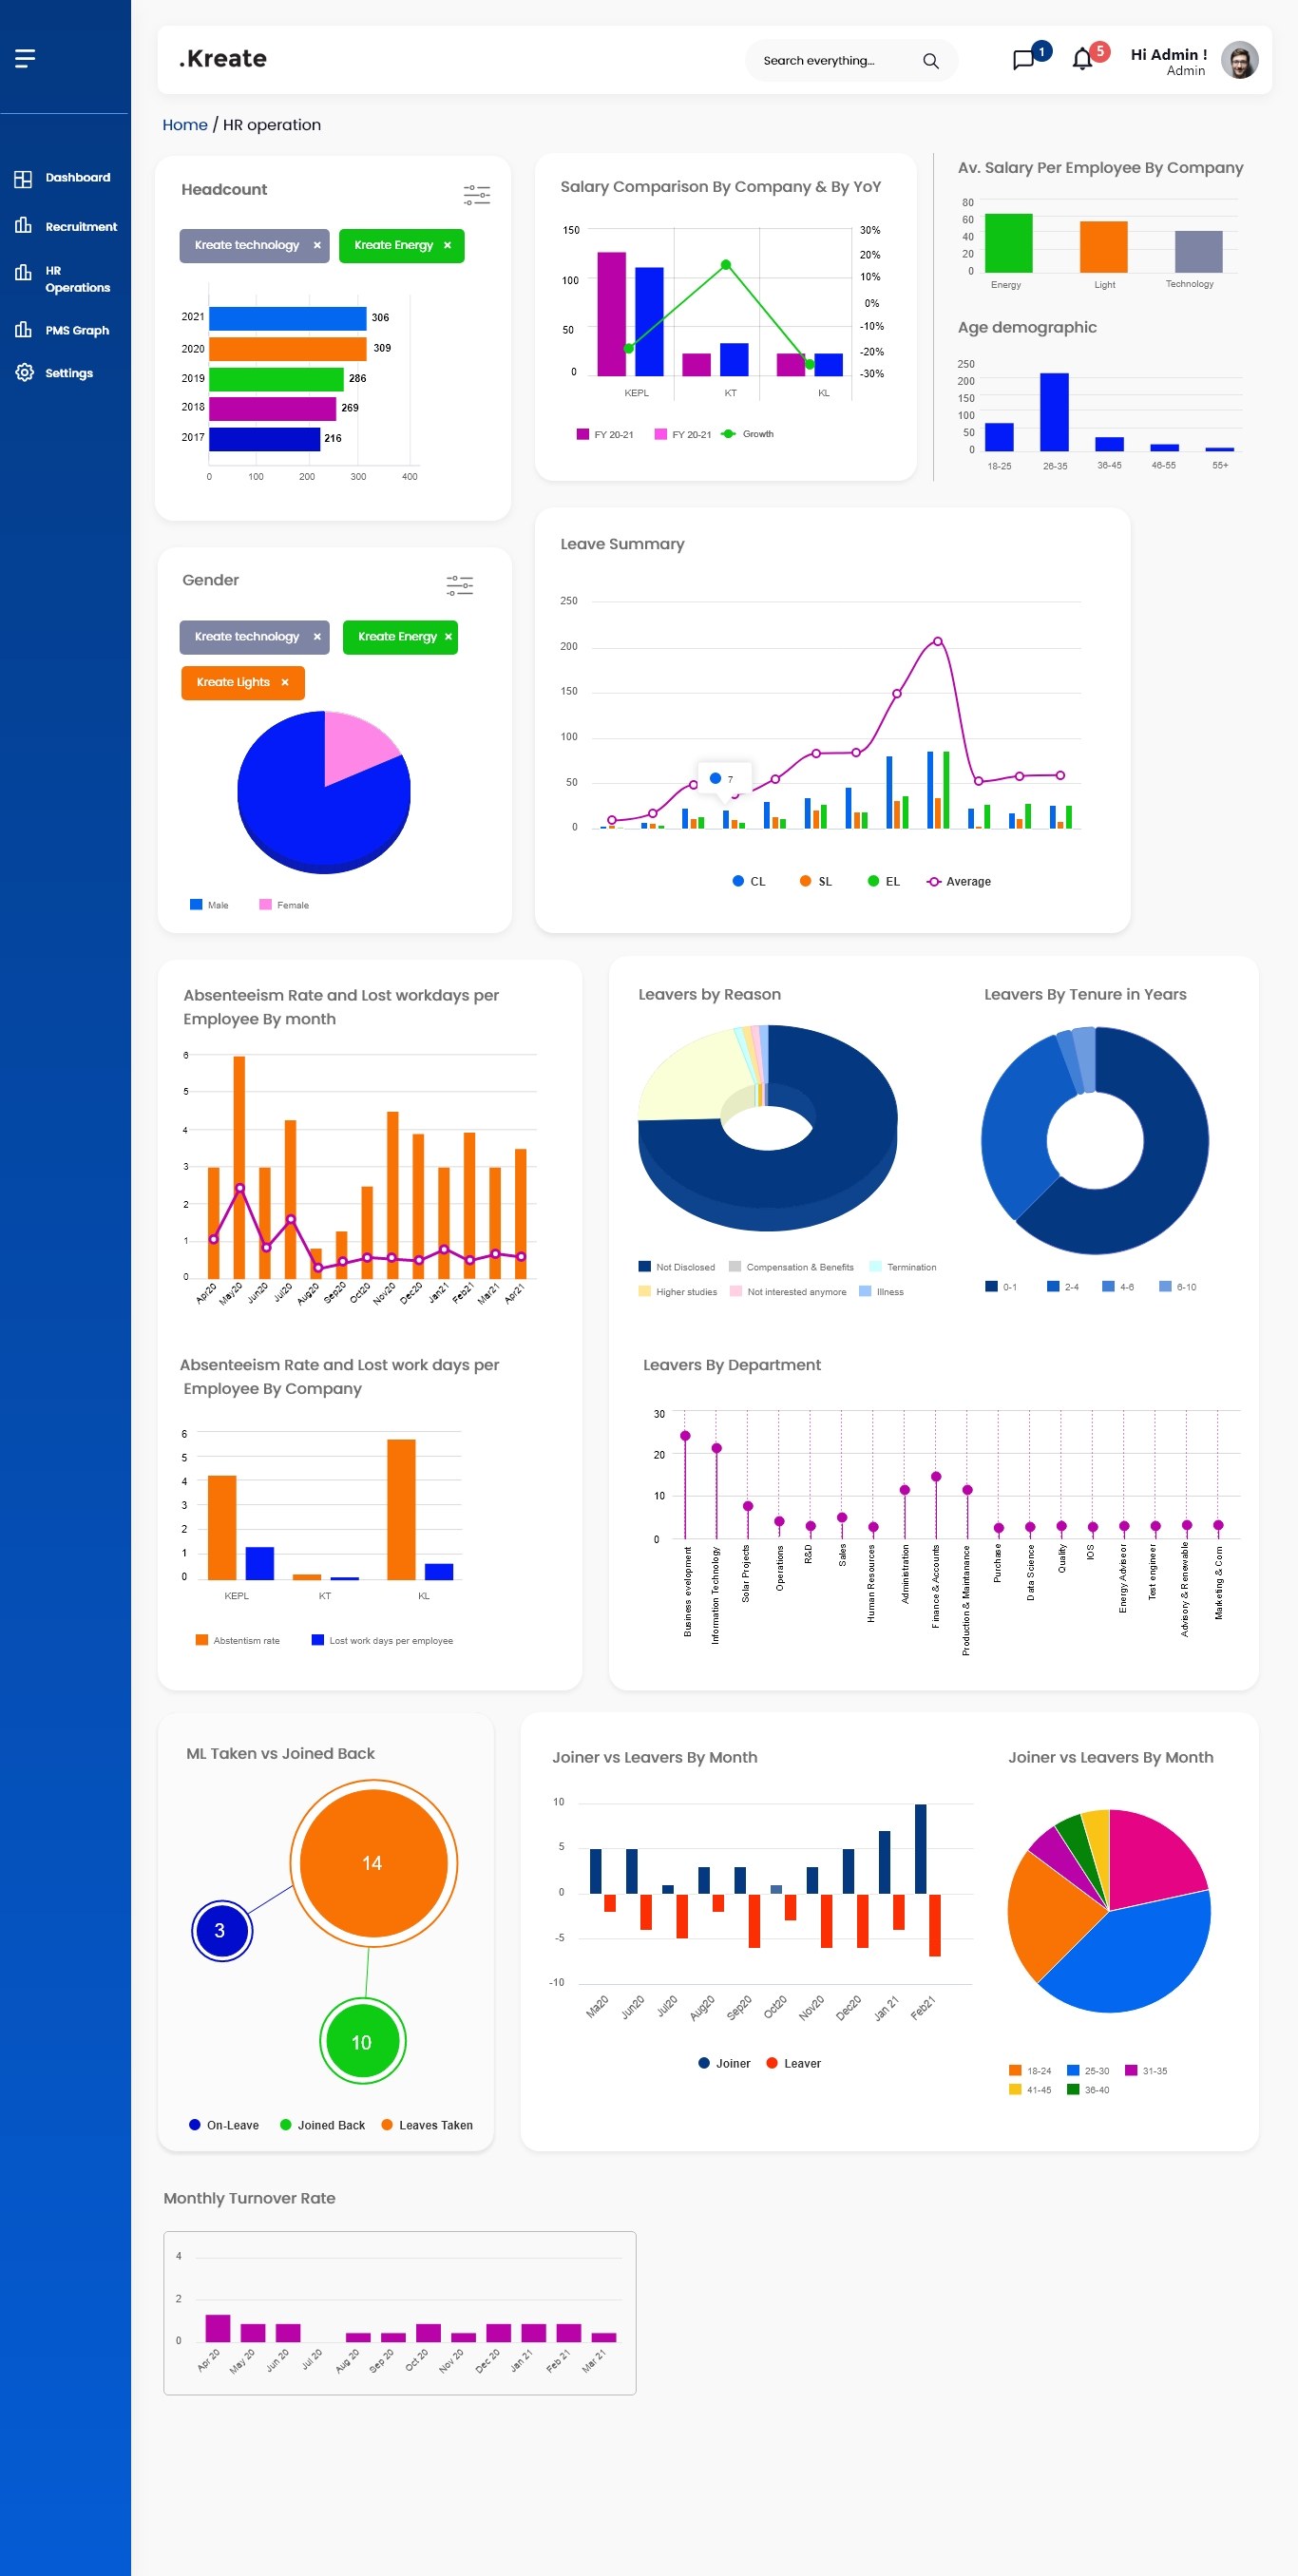 .Kreate
Search everything...
1
5
Hi Admin !
Admin
Home / HR operation
Dashboard
Recruitment
HR
Operations
PMS Graph
Settings
Headcount
Kreate technology ×
Kreate Energy ×
2021
306
2020
309
2019
286
2018
269
2017
216
0 100 200 300 400
Salary Comparison By Company & By YoY
150
100
50
0
30%
20%
10%
0%
-10%
-20%
-30%
KEPL KT KL
FY 20-21 FY 20-21 Growth
Av. Salary Per Employee By Company
80
60
40
20
0
Energy Light Technology
Age demographic
250
200
150
100
50
0
18-25 26-35 36-45 46-55 55+
Gender
Kreate technology ×
Kreate Energy ×
Kreate Lights ×
Male Female
Leave Summary
250
200
150
100
50
0
7
CL SL EL Average
Absenteeism Rate and Lost workdays per
Employee By month
6
5
4
3
2
1
0
Apr20 May20 Jun20 Jul20 Aug20 Sep20 Oct20 Nov20 Dec20 Jan21 Feb21 Mar21 Apr21
Leavers by Reason
Not Disclosed Compensation & Benefits Termination
Higher studies Not interested anymore Illness
Leavers By Tenure in Years
0-1 2-4 4-6 6-10
Absenteeism Rate and Lost work days per
Employee By Company
6
5
4
3
2
1
0
KEPL KT KL
Abstentism rate Lost work days per employee
Leavers By Department
30
20
10
0
Business evelopment
Information Technology
Solar Projects
Operations
R&D
Sales
Human Resources
Administration
Finance & Accounts
Production & Maintanance
Purchase
Data Science
Quality
IOS
Energy Adviseor
Test engineer
Advisory & Renewable
Marketing & Com
ML Taken vs Joined Back
14
3
10
On-Leave Joined Back Leaves Taken
Joiner vs Leavers By Month
10
5
0
-5
-10
Ma20 Jun20 Jul20 Aug20 Sep20 Oct20 Nov20 Dec20 Jan 21 Feb21
Joiner Leaver
Joiner vs Leavers By Month
18-24 25-30 31-35
41-45 36-40
Monthly Turnover Rate
4
2
0
Apr 20 May 20 Jun 20 Jul 20 Aug 20 Sep 20 Oct 20 Nov 20 Dec 20 Jan 21 Feb 21 Mar 21